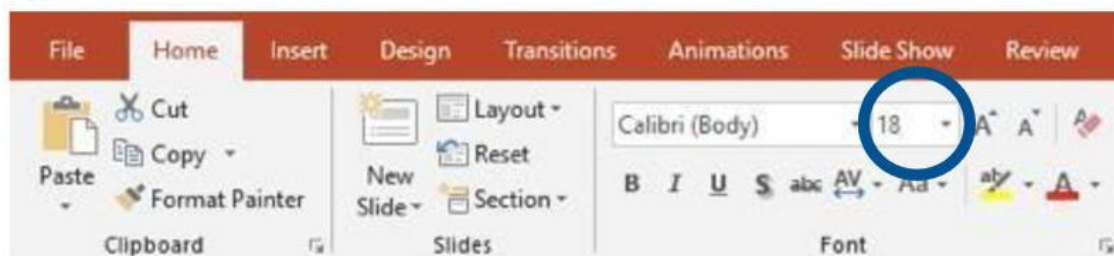 File Home Insert Design Transitions Animations Slide Show Review
Cut
Copy
Format Painter
Paste
Clipboard
New
Slide
Layout
Reset
Section
Slides
Calibri (Body) 18 A A A
B I U S abc AV Aa aby A
Font